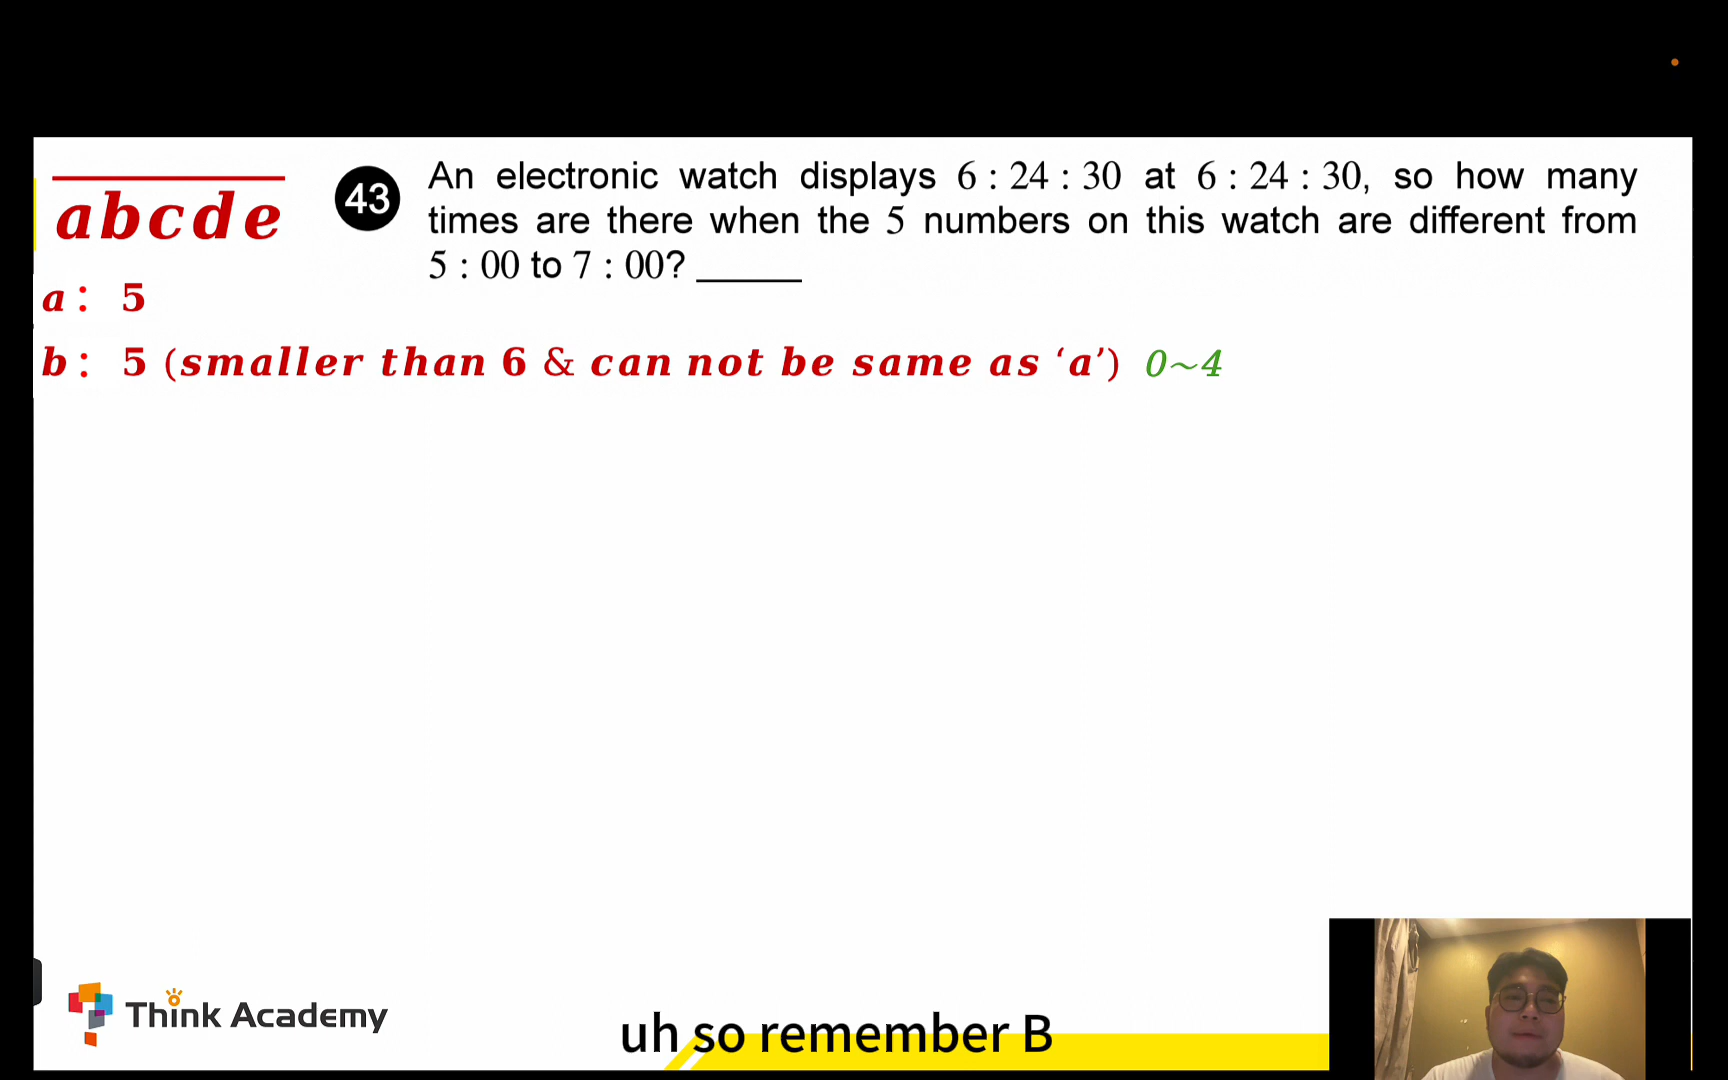 abcde
43 An electronic watch displays 6 : 24 : 30 at 6 : 24 : 30, so how many
times are there when the 5 numbers on this watch are different from
5 : 00 to 7 : 00? ______
a: 5
b: 5 (smaller than 6 & can not be same as ‘a’) 0~4
Think Academy
uh so remember B